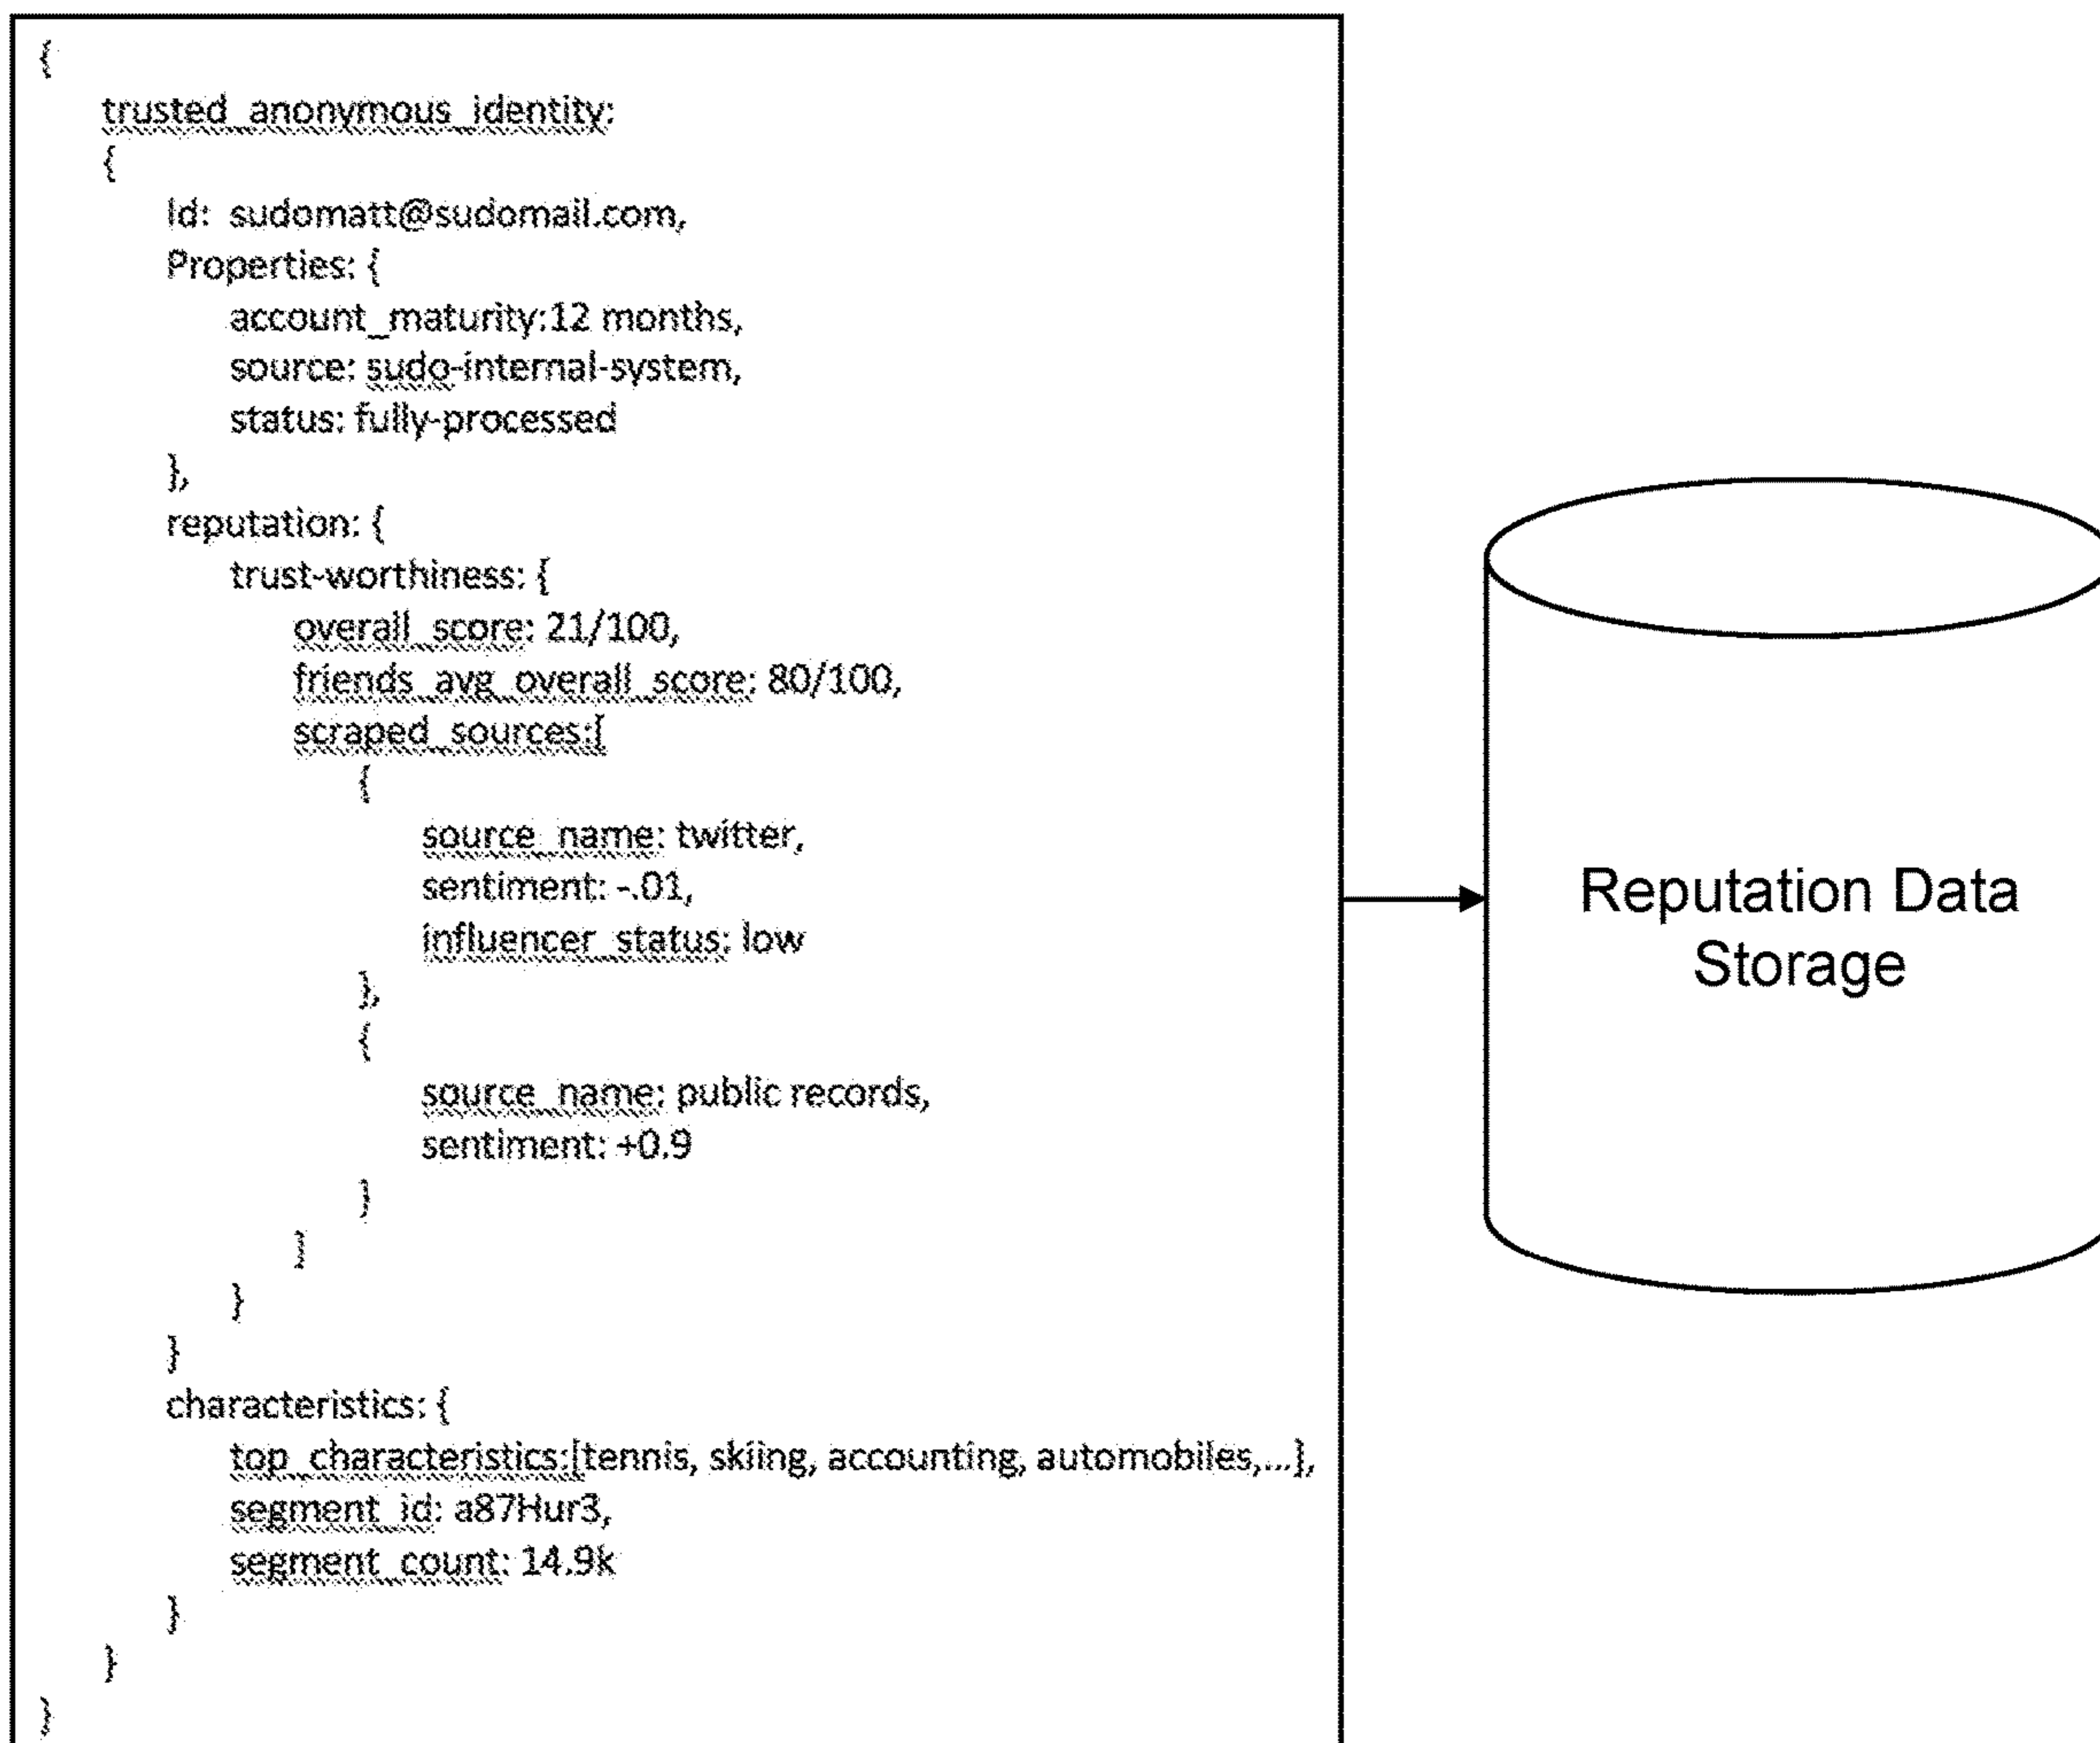 {
trusted_anonymous_identity:
{
Id: sudomatt@sudomail.com,
Properties: {
account_maturity:12 months,
source: sudo-internal-system,
status: fully-processed
},
reputation: {
trust-worthiness: {
overall_score: 21/100,
friends_avg_overall_score: 80/100,
scraped_sources:[
{
source_name: twitter,
sentiment: -.01,
influencer_status: low
},
{
source_name: public records,
sentiment: +0.9
}
]
}
}
characteristics: {
top_characteristics:[tennis, skiing, accounting, automobiles,...],
segment_id: a87Hur3,
segment_count: 14.9k
}
}
}
Reputation Data
Storage